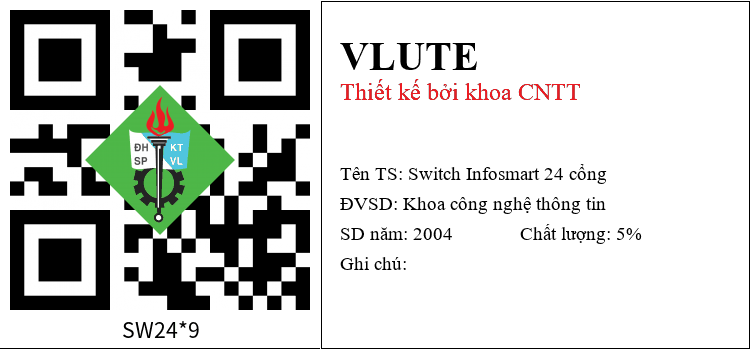 ĐH KT
SP VL
SW24*9
VLUTE
Thiết kế bởi khoa CNTT
Tên TS: Switch Infosmart 24 cổng
ĐVSD: Khoa công nghệ thông tin
SD năm: 2004 Chất lượng: 5%
Ghi chú: